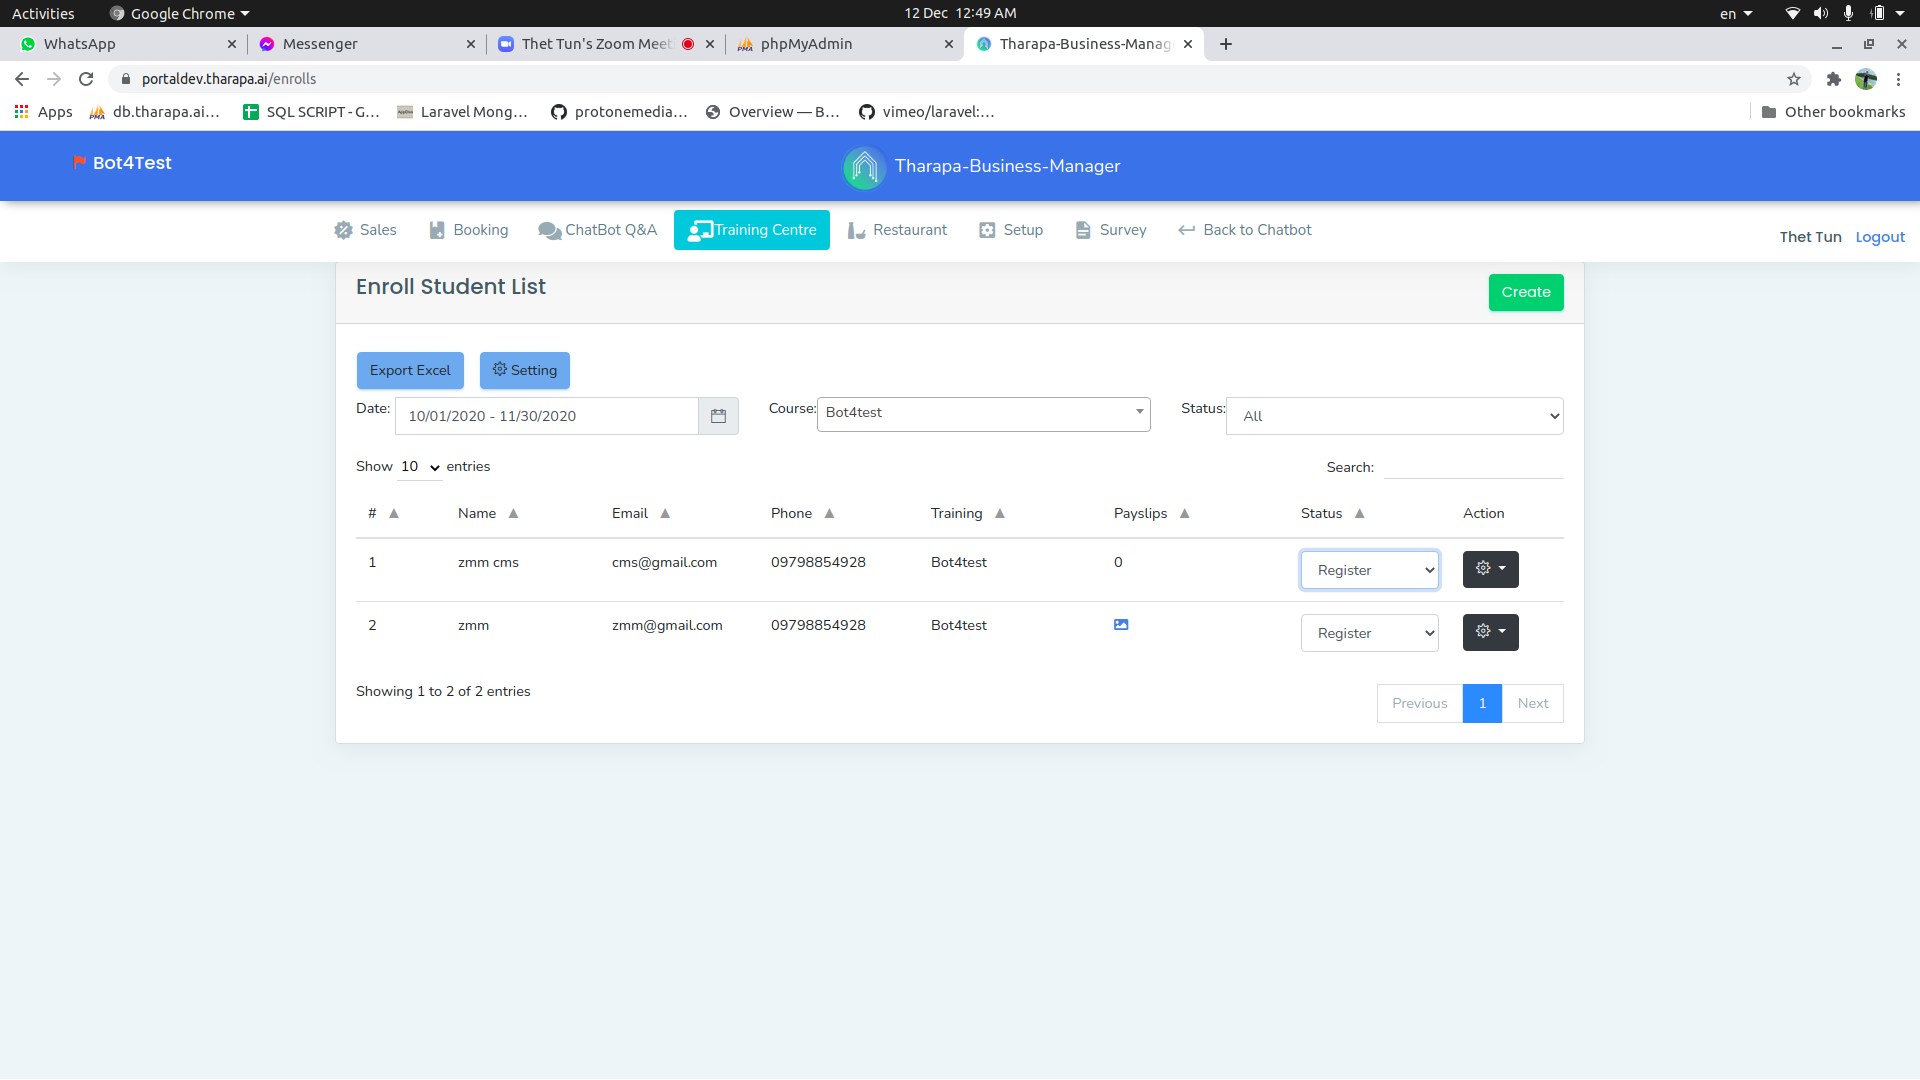 Activities Google Chrome 12 Dec 12:49 AM en
WhatsApp Messenger Thet Tun's Zoom Meet phpMyAdmin Tharapa-Business-Manag
portaldev.tharapa.ai/enrolls
Apps db.tharapa.ai... SQL SCRIPT - G... Laravel Mong... protonemedia... Overview — B... vimeo/laravel:... Other bookmarks
Bot4Test Tharapa-Business-Manager
Sales Booking ChatBot Q&A Training Centre Restaurant Setup Survey Back to Chatbot
Thet Tun Logout
Enroll Student List
Create
Export Excel Setting
Date: 10/01/2020 - 11/30/2020 Course: Bot4test Status: All
Show 10 entries Search:
# Name Email Phone Training Payslips Status Action
1 zmm cms cms@gmail.com 09798854928 Bot4test 0 Register
2 zmm zmm@gmail.com 09798854928 Bot4test Register
Showing 1 to 2 of 2 entries
Previous 1 Next